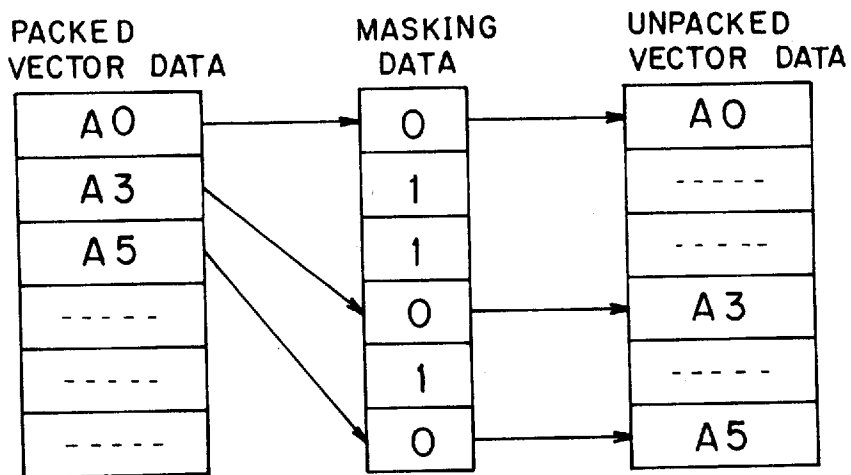 PACKED
VECTOR DATA
MASKING
DATA
UNPACKED
VECTOR DATA
A0
0
A0
A3
1
-----
A5
1
-----
-----
0
A3
-----
1
-----
-----
0
A5